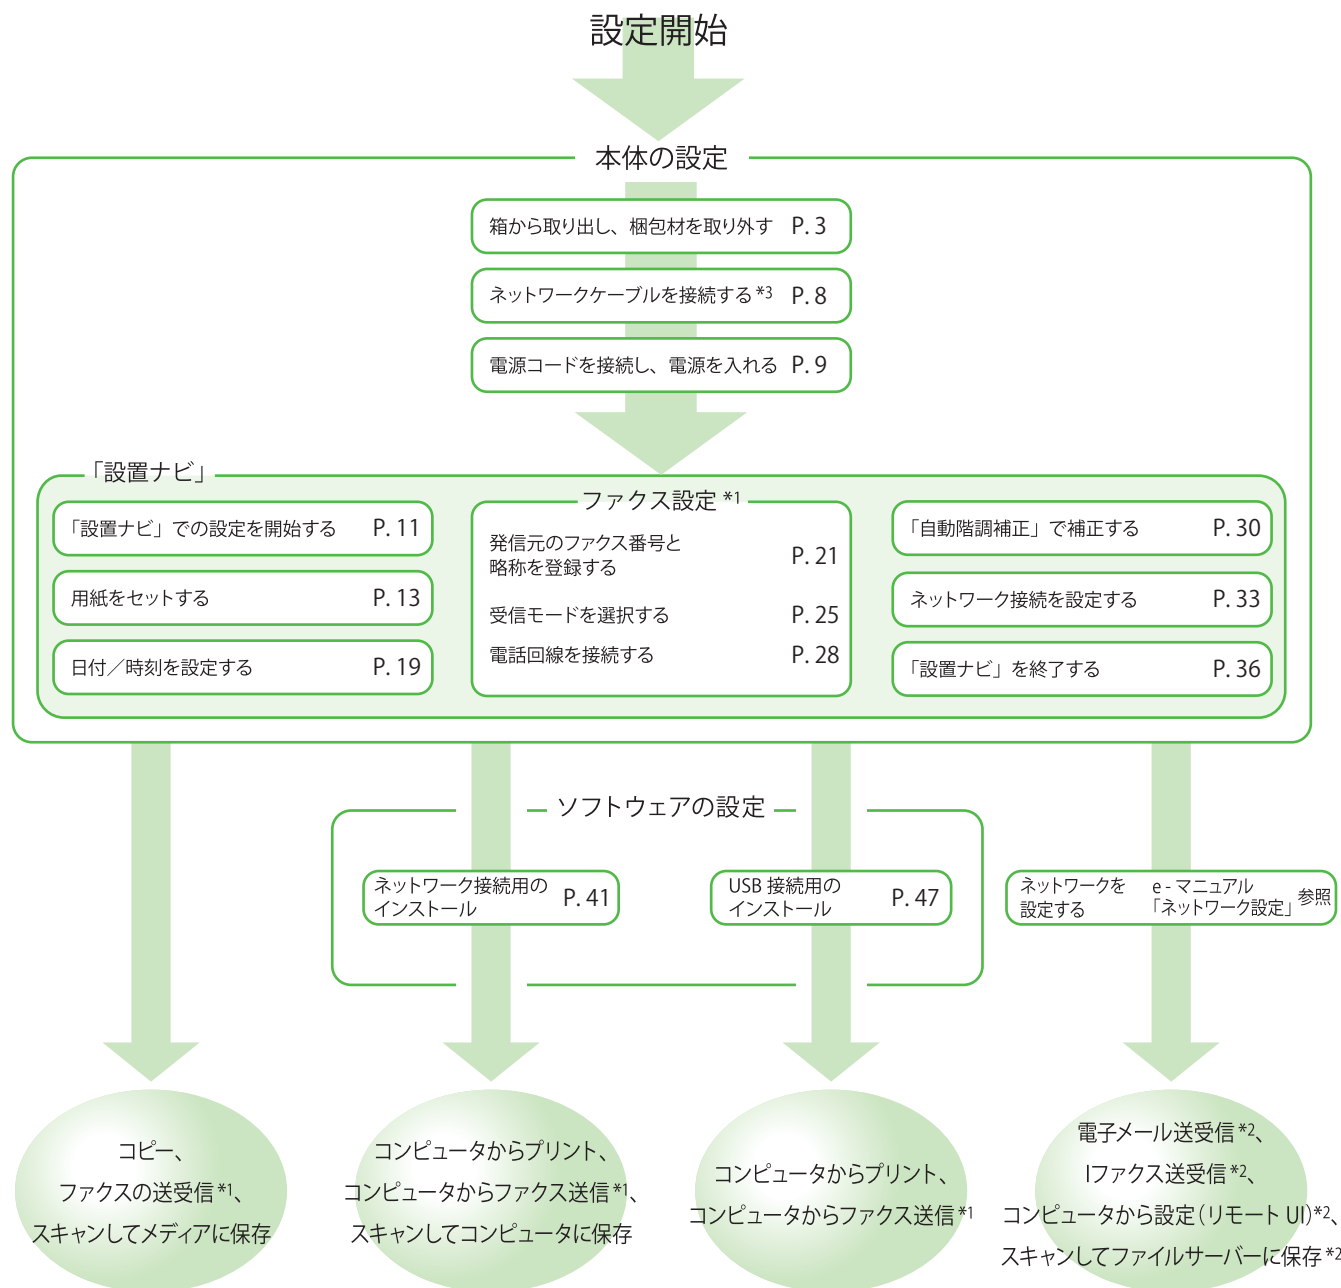 設定開始
本体の設定
箱から取り出し、梱包材を取り外す P. 3
ネットワークケーブルを接続する*3 P. 8
電源コードを接続し、電源を入れる P. 9
「設置ナビ」
「設置ナビ」での設定を開始する P. 11
用紙をセットする P. 13
日付／時刻を設定する P. 19
ファクス設定*1
発信元のファクス番号と
略称を登録する P. 21
受信モードを選択する P. 25
電話回線を接続する P. 28
「自動階調補正」で補正する P. 30
ネットワーク接続を設定する P. 33
「設置ナビ」を終了する P. 36
ソフトウェアの設定
ネットワーク接続用の
インストール P. 41
USB 接続用の
インストール P. 47
ネットワークを
設定する
e - マニュアル
「ネットワーク設定」参照
コピー、
ファクスの送受信*1、
スキャンしてメディアに保存
コンピュータからプリント、
コンピュータからファクス送信*1、
スキャンしてコンピュータに保存
コンピュータからプリント、
コンピュータからファクス送信*1
電子メール送受信*2、
Iファクス送受信*2、
コンピュータから設定（リモート UI）*2、
スキャンしてファイルサーバーに保存*2